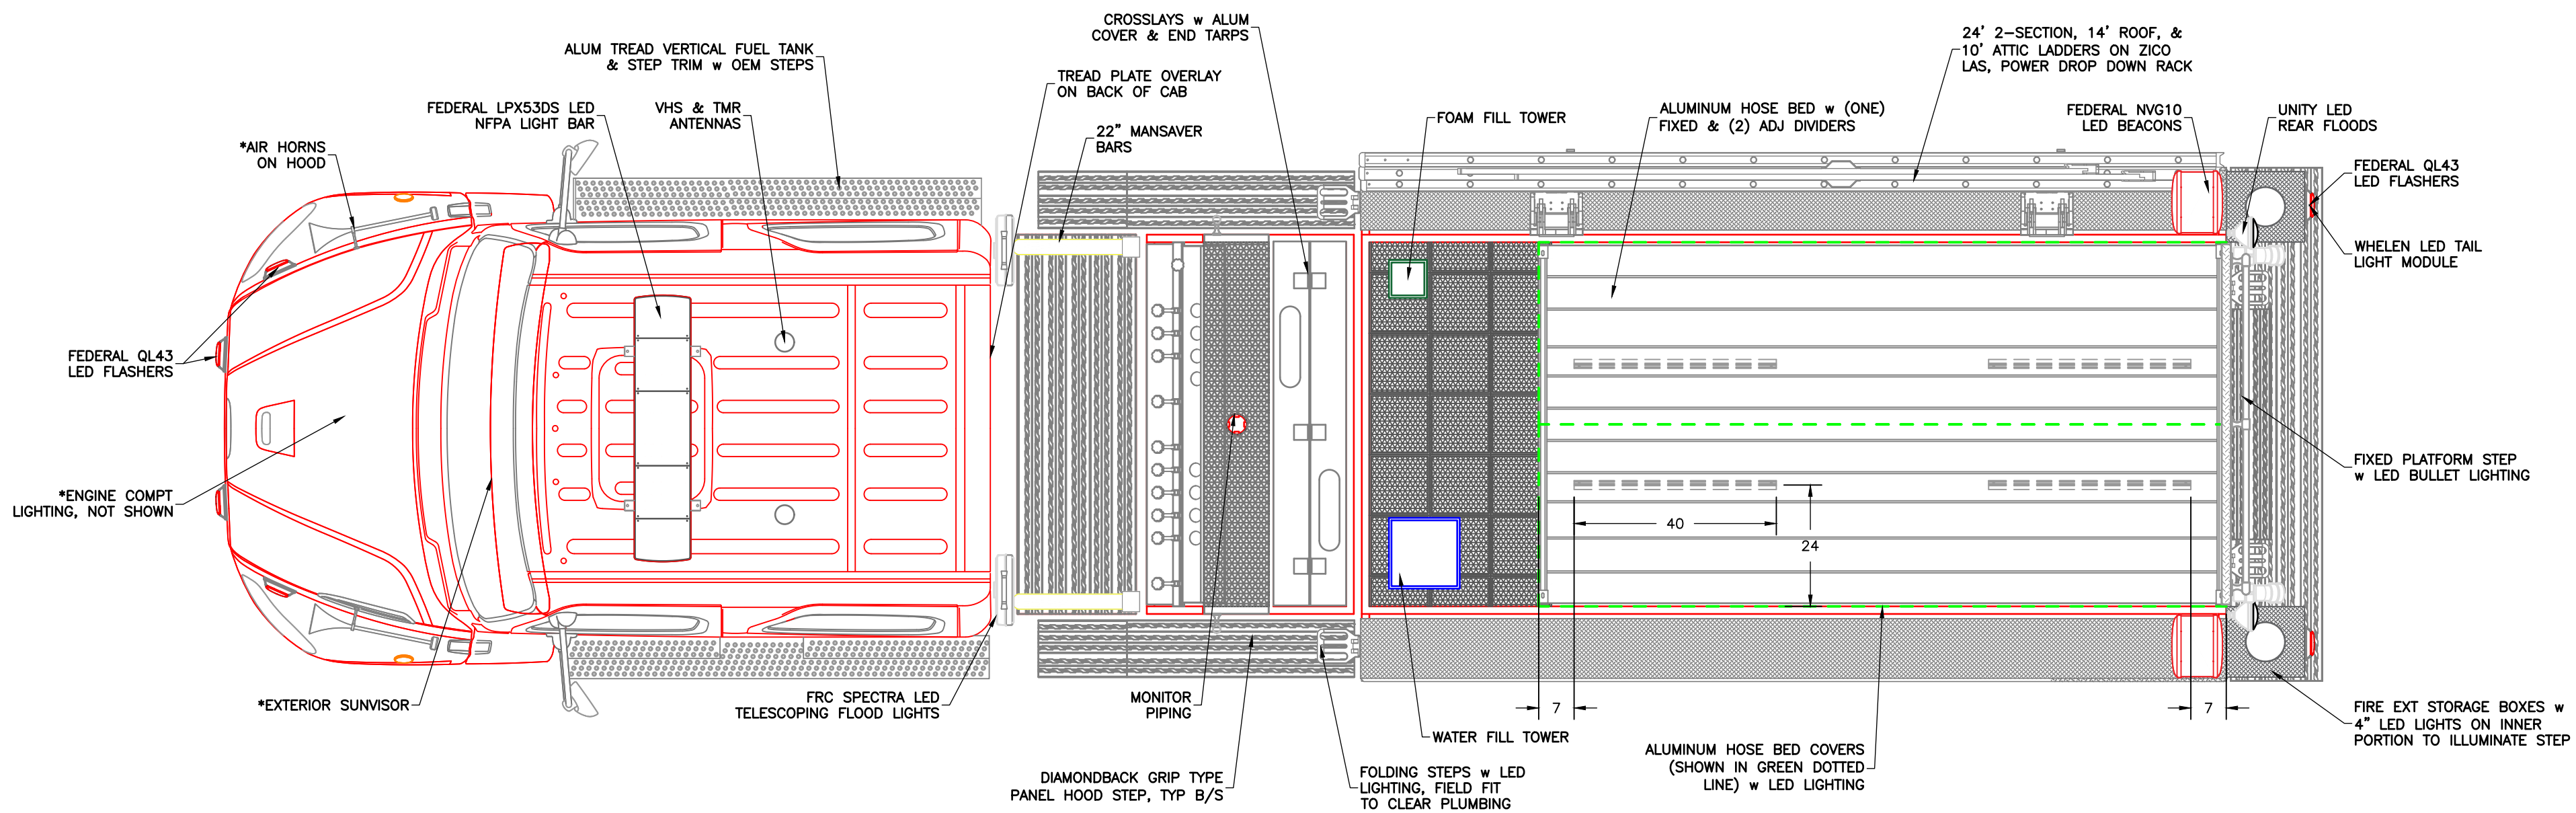 CROSSLAYS w ALUM
COVER & END TARPS
24' 2-SECTION, 14' ROOF, &
10' ATTIC LADDERS ON ZICO
LAS, POWER DROP DOWN RACK
ALUM TREAD VERTICAL FUEL TANK
& STEP TRIM w OEM STEPS
TREAD PLATE OVERLAY
ON BACK OF CAB
FEDERAL LPX53DS LED
NFPA LIGHT BAR
VHS & TMR
ANTENNAS
22" MANSAVER
BARS
FOAM FILL TOWER
ALUMINUM HOSE BED w (ONE)
FIXED & (2) ADJ DIVIDERS
FEDERAL NVG10
LED BEACONS
UNITY LED
REAR FLOODS
*AIR HORNS
ON HOOD
FEDERAL QL43
LED FLASHERS
WHELEN LED TAIL
LIGHT MODULE
FEDERAL QL43
LED FLASHERS
FIXED PLATFORM STEP
w LED BULLET LIGHTING
*ENGINE COMPT
LIGHTING, NOT SHOWN
40
24
*EXTERIOR SUNVISOR
FRC SPECTRA LED
TELESCOPING FLOOD LIGHTS
MONITOR
PIPING
7
7
WATER FILL TOWER
FIRE EXT STORAGE BOXES w
4" LED LIGHTS ON INNER
PORTION TO ILLUMINATE STEP
DIAMONDBACK GRIP TYPE
PANEL HOOD STEP, TYP B/S
FOLDING STEPS w LED
LIGHTING, FIELD FIT
TO CLEAR PLUMBING
ALUMINUM HOSE BED COVERS
(SHOWN IN GREEN DOTTED
LINE) w LED LIGHTING